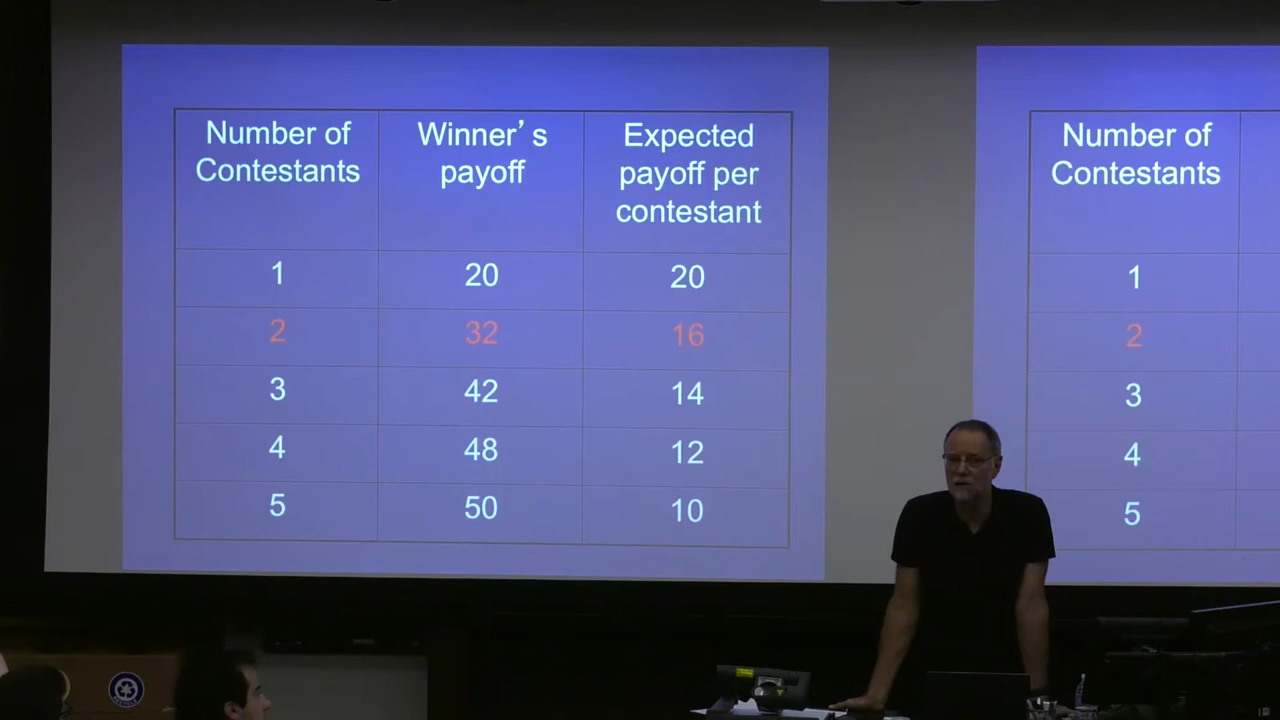 Number of
Contestants
Winner's
payoff
Expected
payoff per
contestant
1
20
20
2
32
16
3
42
14
4
48
12
5
50
10
Number of
Contestants
1
2
3
4
5